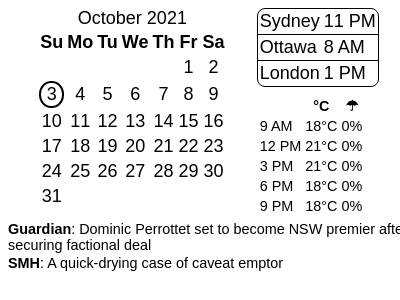 October 2021
Su Mo Tu We Th Fr Sa
1 2
3 4 5 6 7 8 9
10 11 12 13 14 15 16
17 18 19 20 21 22 23
24 25 26 27 28 29 30
31
Sydney 11 PM
Ottawa 8 AM
London 1 PM
°C ☂
9 AM 18°C 0%
12 PM 21°C 0%
3 PM 21°C 0%
6 PM 18°C 0%
9 PM 18°C 0%
Guardian: Dominic Perrottet set to become NSW premier afte
securing factional deal
SMH: A quick-drying case of caveat emptor